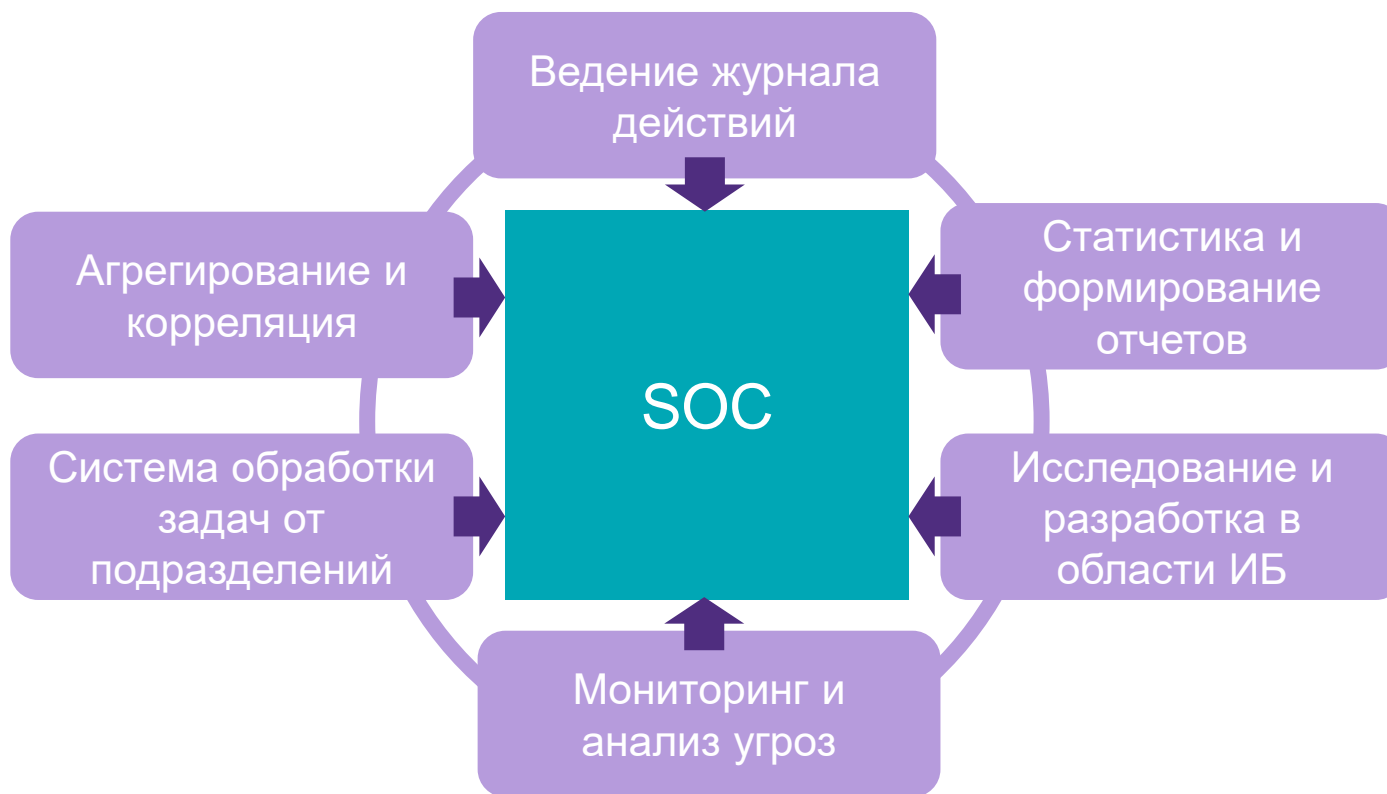 Ведение журнала
действий
Агрегирование и
корреляция
Статистика и
формирование
отчетов
SOC
Система обработки
задач от
подразделений
Исследование и
разработка в
области ИБ
Мониторинг и
анализ угроз